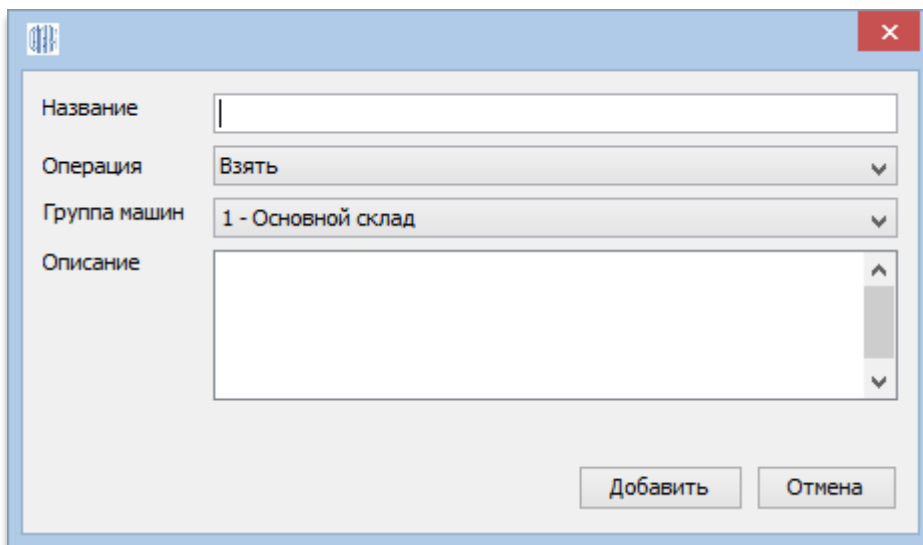 Название
Операция Взять
Группа машин 1 - Основной склад
Описание
Добавить Отмена